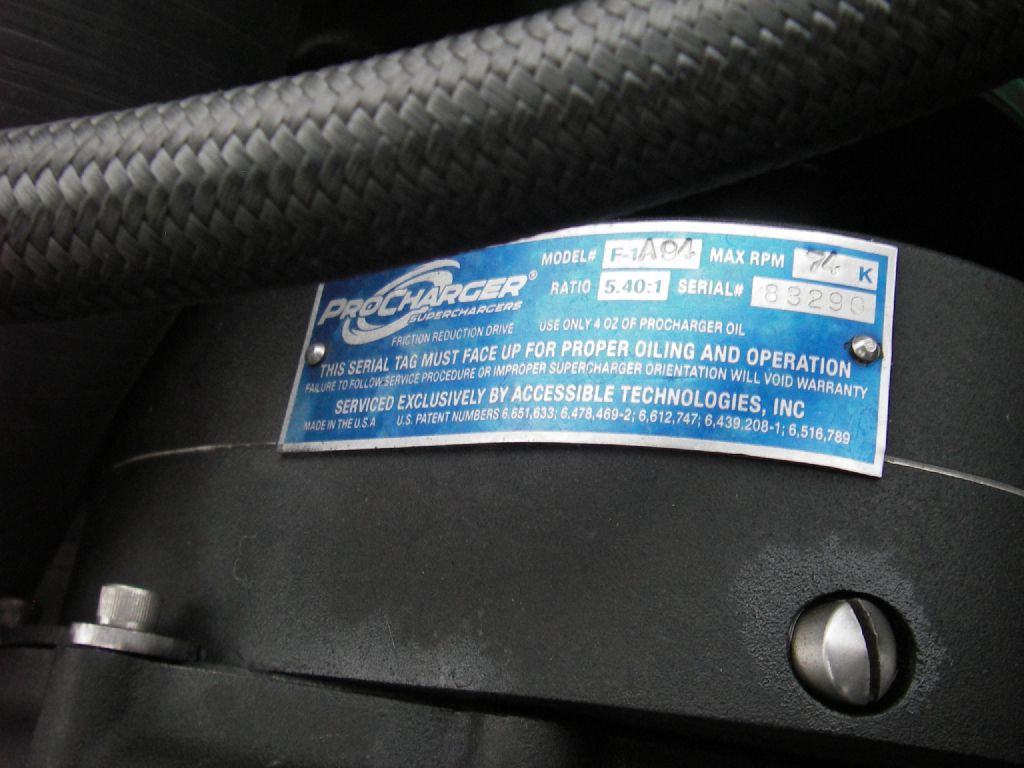 PROCHARGER®
SUPERCHARGERS
MODEL# F-1A94 MAX RPM 74 K
RATIO 5.40:1 SERIAL# 83290
FRICTION REDUCTION DRIVE USE ONLY 4 OZ OF PROCHARGER OIL
THIS SERIAL TAG MUST FACE UP FOR PROPER OILING AND OPERATION
FAILURE TO FOLLOW SERVICE PROCEDURE OR IMPROPER SUPERCHARGER ORIENTATION WILL VOID WARRANTY
SERVICED EXCLUSIVELY BY ACCESSIBLE TECHNOLOGIES, INC
MADE IN THE U.S.A U.S. PATENT NUMBERS 6,651,633; 6,478,469-2; 6,612,747; 6,439,208-1; 6,516,789